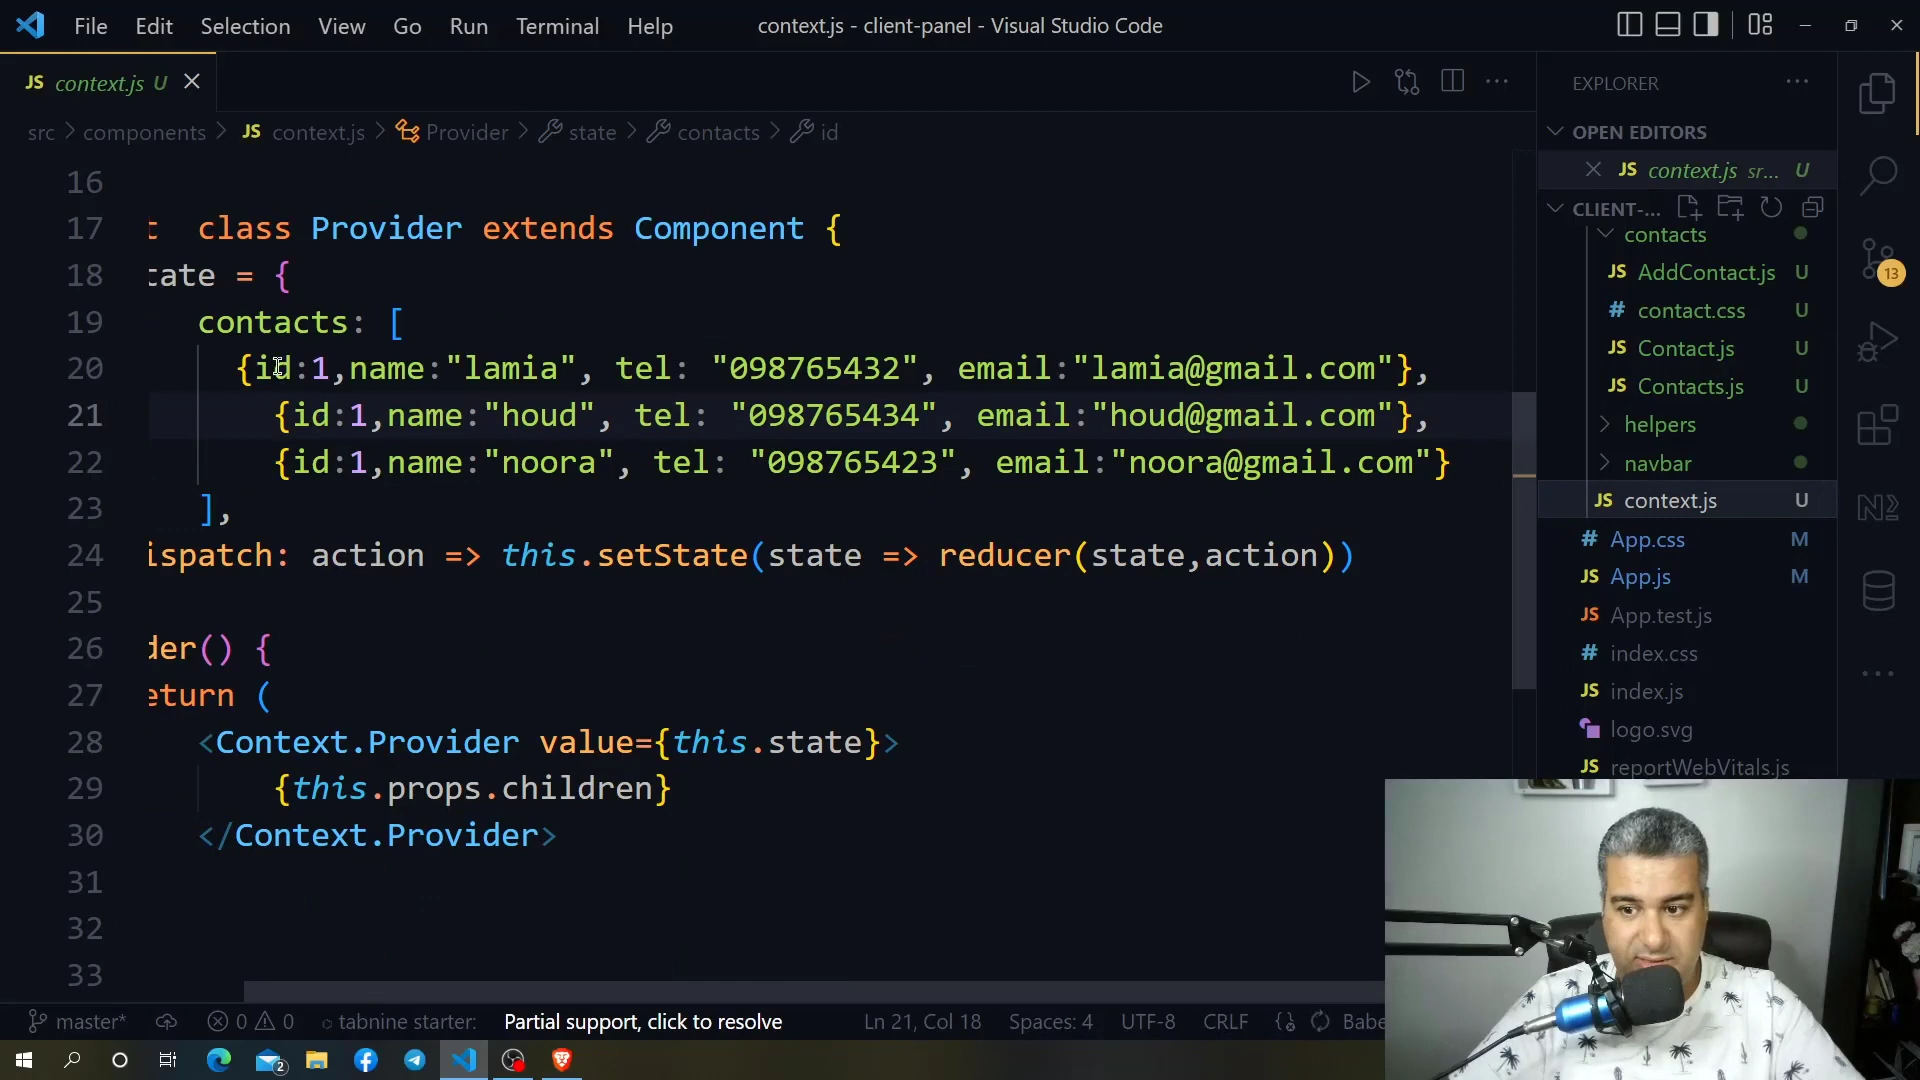 File Edit Selection View Go Run Terminal Help
context.js - client-panel - Visual Studio Code
JS context.js U
src > components > JS context.js > Provider > state > contacts > id
16
17 t  class Provider extends Component {
18 tate = {
19 contacts: [
20 {id:1,name:"lamia", tel: "098765432", email:"lamia@gmail.com"},
21 {id:1,name:"houd", tel: "098765434", email:"houd@gmail.com"},
22 {id:1,name:"noora", tel: "098765423", email:"noora@gmail.com"}
23 ],
24 ispatch: action => this.setState(state => reducer(state,action))
25
26 der() {
27 eturn (
28 <Context.Provider value={this.state}>
29 {this.props.children}
30 </Context.Provider>
31
32
33
EXPLORER
OPEN EDITORS
JS context.js sr... U
CLIENT-...
contacts
JS AddContact.js U
# contact.css U
JS Contact.js U
JS Contacts.js U
helpers
navbar
JS context.js U
# App.css M
JS App.js M
JS App.test.js
# index.css
JS index.js
logo.svg
JS reportWebVitals.js
13
master* 0 0 tabnine starter: Partial support, click to resolve Ln 21, Col 18 Spaces: 4 UTF-8 CRLF Babe
2